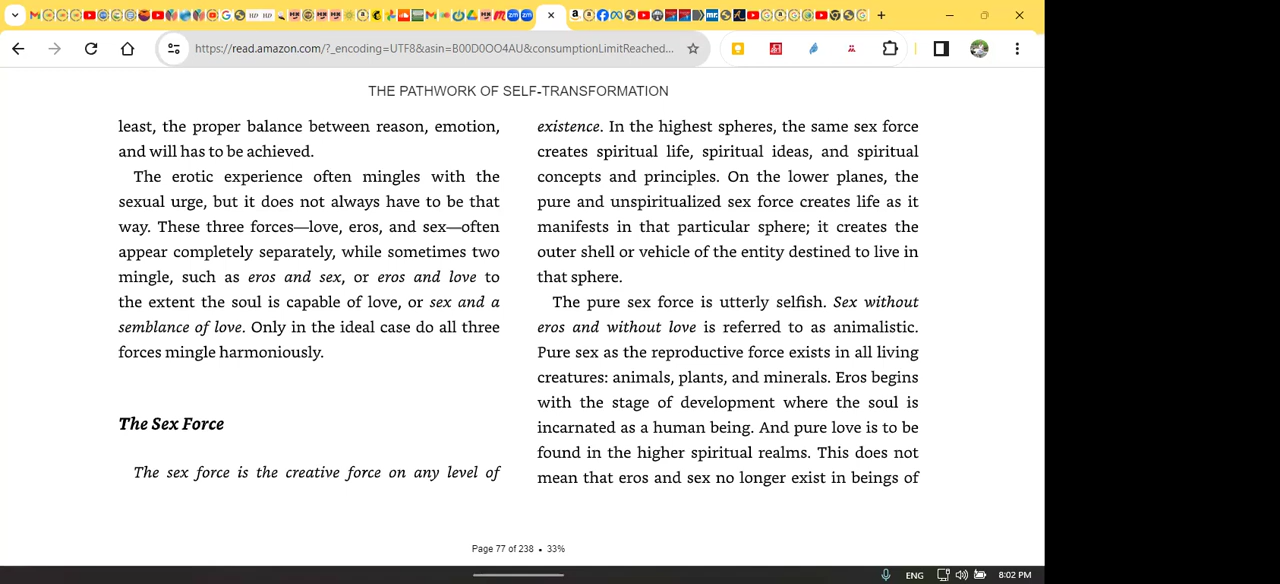 https://read.amazon.com/?_encoding=UTF8&asin=B00D0OO4AU&consumptionLimitReached...
THE PATHWORK OF SELF-TRANSFORMATION
least, the proper balance between reason, emotion,
and will has to be achieved.
The erotic experience often mingles with the
sexual urge, but it does not always have to be that
way. These three forces—love, eros, and sex—often
appear completely separately, while sometimes two
mingle, such as eros and sex, or eros and love to
the extent the soul is capable of love, or sex and a
semblance of love. Only in the ideal case do all three
forces mingle harmoniously.
The Sex Force
The sex force is the creative force on any level of
existence. In the highest spheres, the same sex force
creates spiritual life, spiritual ideas, and spiritual
concepts and principles. On the lower planes, the
pure and unspiritualized sex force creates life as it
manifests in that particular sphere; it creates the
outer shell or vehicle of the entity destined to live in
that sphere.
The pure sex force is utterly selfish. Sex without
eros and without love is referred to as animalistic.
Pure sex as the reproductive force exists in all living
creatures: animals, plants, and minerals. Eros begins
with the stage of development where the soul is
incarnated as a human being. And pure love is to be
found in the higher spiritual realms. This does not
mean that eros and sex no longer exist in beings of
Page 77 of 238 • 33%
ENG
8:02 PM